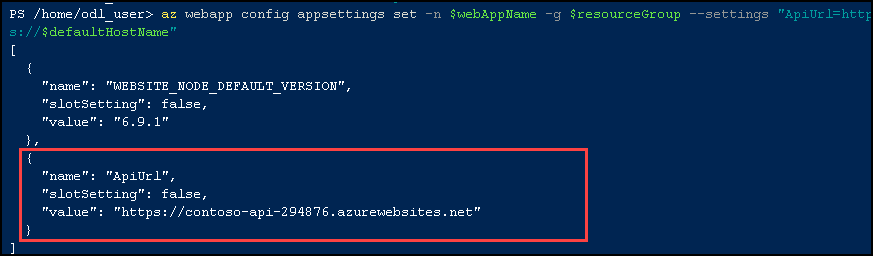 PS /home/odl_user> az webapp config appsettings set -n $webAppName -g $resourceGroup --settings "ApiUrl=http
s://$defaultHostName"
[
  {
    "name": "WEBSITE_NODE_DEFAULT_VERSION",
    "slotSetting": false,
    "value": "6.9.1"
  },
  {
    "name": "ApiUrl",
    "slotSetting": false,
    "value": "https://contoso-api-294876.azurewebsites.net"
  }
]